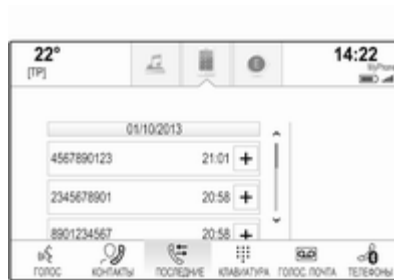 22°
14:22
[TP]
MyPhone
01/10/2013
4567890123 21:01 +
2345678901 20:58 +
8901234567 20:58 +
ГОЛОС КОНТАКТЫ ПОСЛЕДНИЕ КЛАВИАТУРА ГОЛОС. ПОЧТА ТЕЛЕФОНЫ